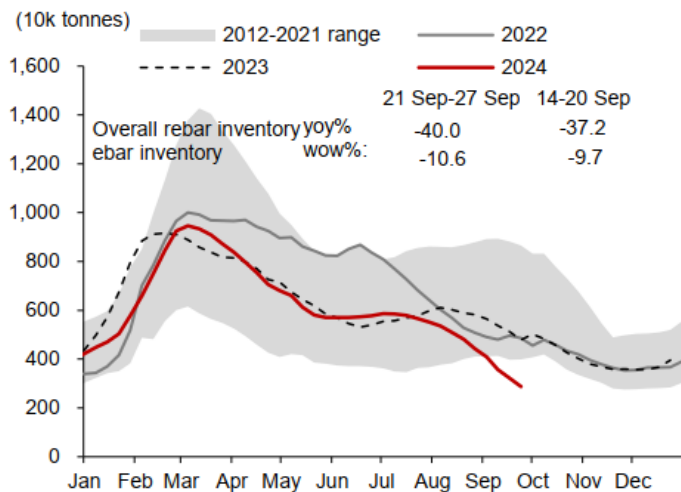 (10k tonnes)
2012-2021 range
2022
2023
2024
21 Sep-27 Sep 14-20 Sep
Overall rebar inventory yoy% -40.0 -37.2
ebar inventory wow%: -10.6 -9.7
1,600
1,400
1,200
1,000
800
600
400
200
0
Jan Feb Mar Apr May Jun Jul Aug Sep Oct Nov Dec